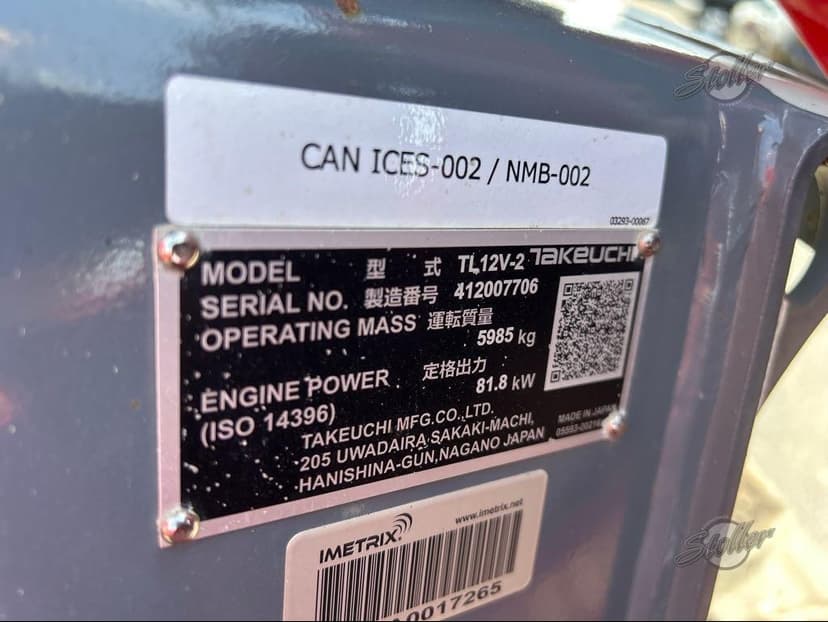 Stoller
CAN ICES-002 / NMB-002
03293-00067
MODEL 型 式 TL12V-2 TAKEUCHI
SERIAL NO. 製造番号 412007706
OPERATING MASS 運転質量
5985 kg
ENGINE POWER 定格出力
81.8 kW
(ISO 14396)
TAKEUCHI MFG.CO.,LTD.
205 UWADAIRA SAKAKI-MACHI,
HANISHINA-GUN,NAGANO JAPAN
MADE IN JAPAN
IMETRIX
www.imetrix.net
Stoller